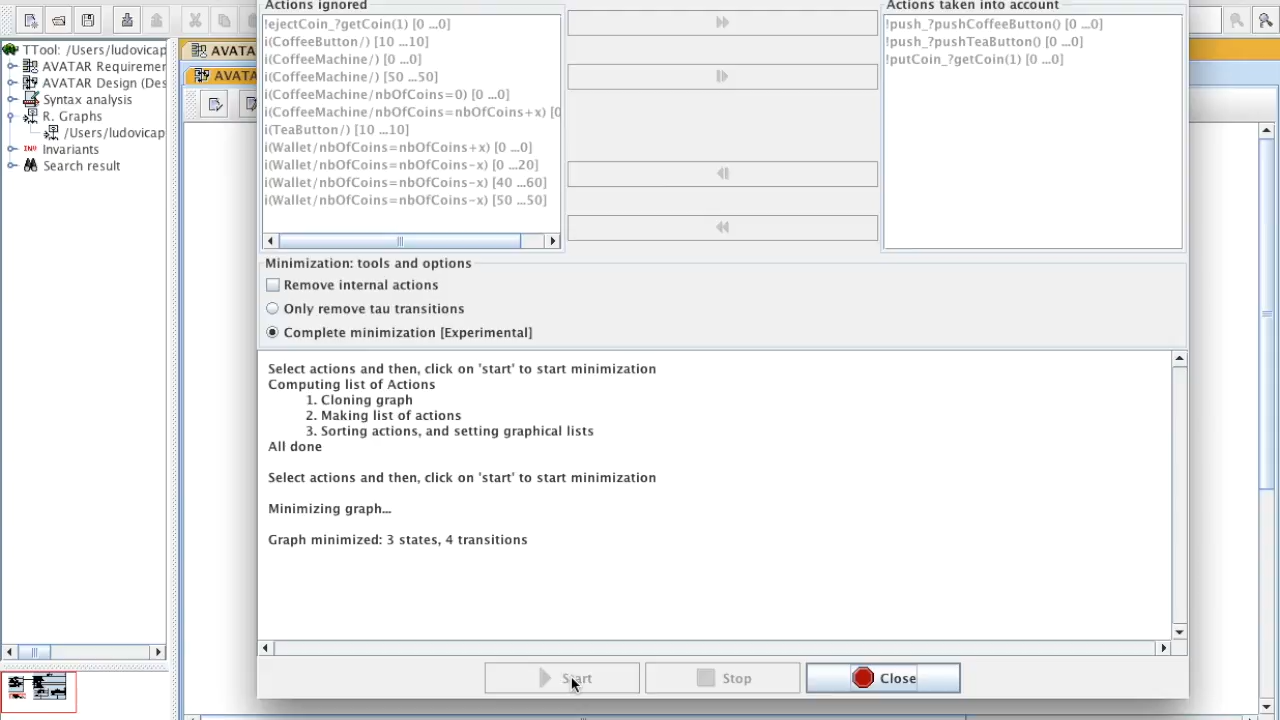 Actions ignored
Actions taken into account
!ejectCoin_?getCoin(1) [0 ...0]
i(CoffeeButton/) [10 ...10]
i(CoffeeMachine/) [0 ...0]
i(CoffeeMachine/) [50 ...50]
i(CoffeeMachine/nbOfCoins=0) [0 ...0]
i(CoffeeMachine/nbOfCoins=nbOfCoins+x) [0
i(TeaButton/) [10 ...10]
i(Wallet/nbOfCoins=nbOfCoins+x) [0 ...0]
i(Wallet/nbOfCoins=nbOfCoins-x) [0 ...20]
i(Wallet/nbOfCoins=nbOfCoins-x) [40 ...60]
i(Wallet/nbOfCoins=nbOfCoins-x) [50 ...50]
!push_?pushCoffeeButton() [0 ...0]
!push_?pushTeaButton() [0 ...0]
!putCoin_?getCoin(1) [0 ...0]
TTool: /Users/ludovicap
AVATAR Requiremer
AVATAR Design (Des
Syntax analysis
R. Graphs
/Users/ludovicap
INV Invariants
Search result
AVATA
AVATA
Minimization: tools and options
Remove internal actions
Only remove tau transitions
Complete minimization [Experimental]
Select actions and then, click on 'start' to start minimization
Computing list of Actions
1. Cloning graph
2. Making list of actions
3. Sorting actions, and setting graphical lists
All done
Select actions and then, click on 'start' to start minimization
Minimizing graph...
Graph minimized: 3 states, 4 transitions
Start
Stop
Close